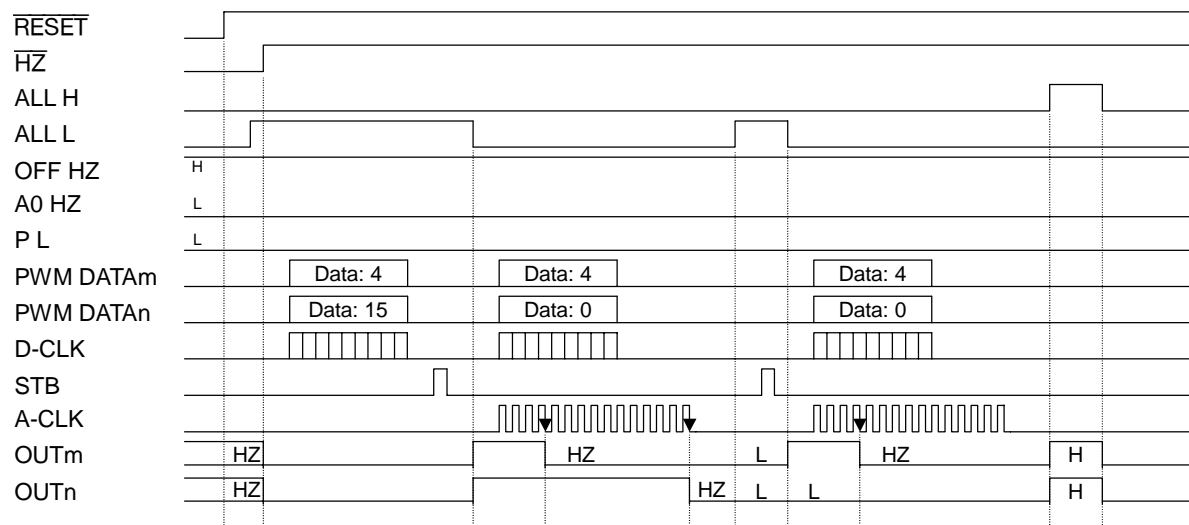 RESET
HZ
ALL H
ALL L
OFF HZ H
A0 HZ L
P L L
PWM DATAm Data: 4 Data: 4 Data: 4
PWM DATAn Data: 15 Data: 0 Data: 0
D-CLK
STB
A-CLK
OUTm HZ HZ L HZ H
OUTn HZ HZ L L H